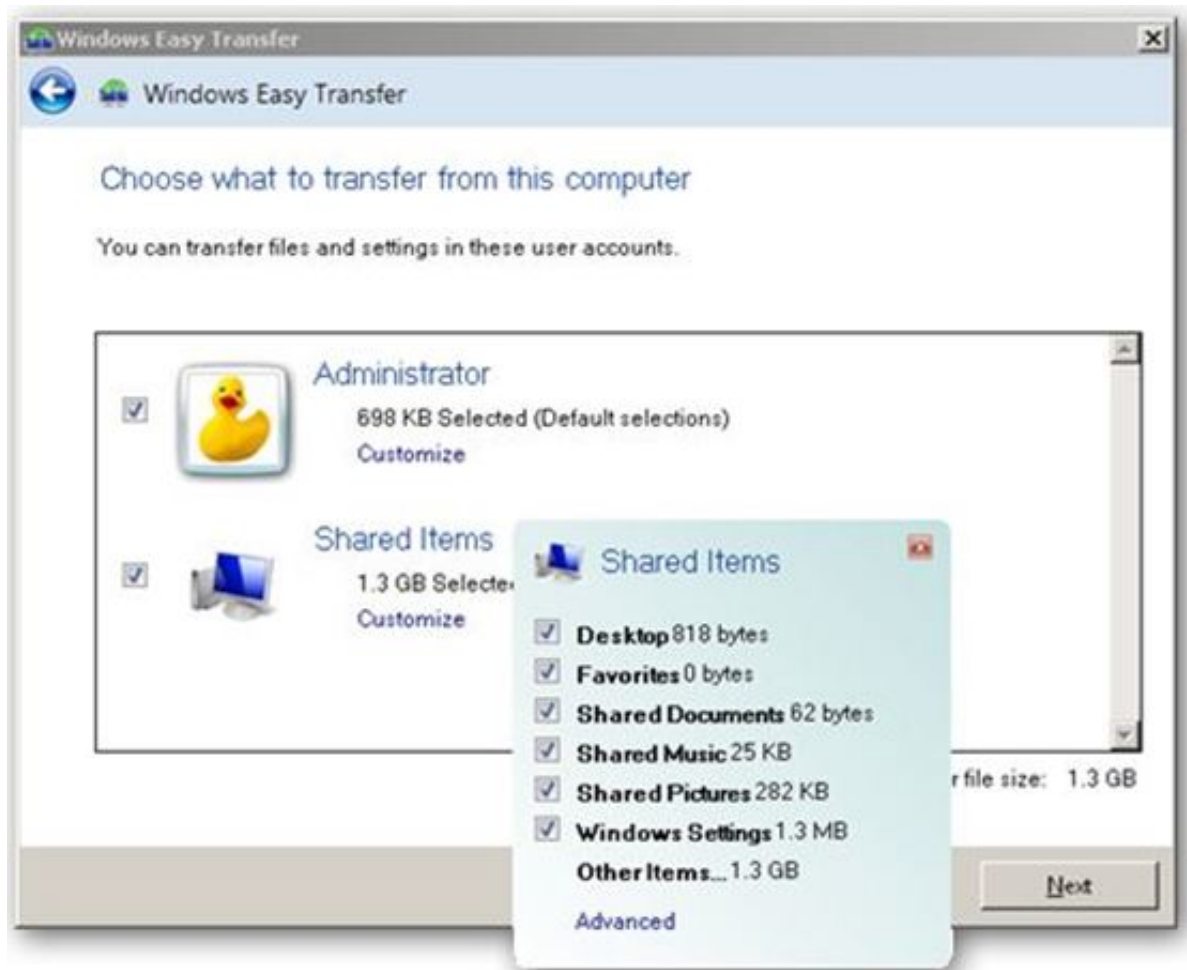 Windows Easy Transfer
Windows Easy Transfer
Choose what to transfer from this computer
You can transfer files and settings in these user accounts.
Administrator
698 KB Selected (Default selections)
Customize
Shared Items
1.3 GB Selecte
Customize
Shared Items
Desktop 818 bytes
Favorites 0 bytes
Shared Documents 62 bytes
Shared Music 25 KB
Shared Pictures 282 KB
Windows Settings 1.3 MB
Other Items... 1.3 GB
Advanced
r file size: 1.3 GB
Next